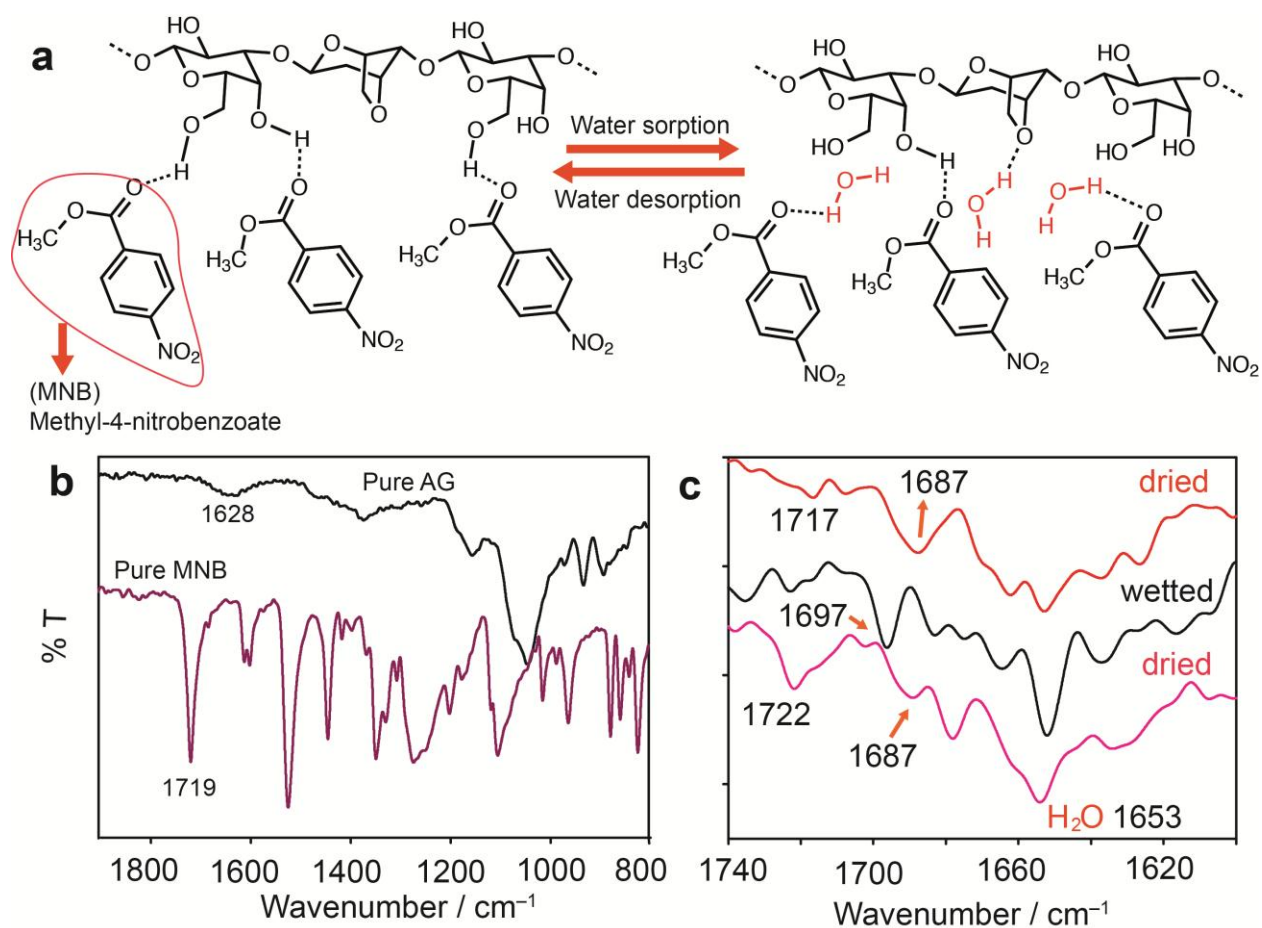 a
HO
O
O
O
O
O
HO
O
O
O
O
O
HO
O
H
O
H
O
H
O
O
O
O
O
O
H₃C
H₃C
H₃C
NO₂
NO₂
NO₂
(MNB)
Methyl-4-nitrobenzoate
Water sorption
Water desorption
HO
O
O
O
O
O
HO
O
O
O
HO
O
H
O
HO
HO
O
H
H
H
O
H
O
H
H
O
O
O
O
O
O
H₃C
H₃C
H₃C
NO₂
NO₂
NO₂
b
Pure AG
1628
Pure MNB
1719
% T
1800 1600 1400 1200 1000 800
Wavenumber / cm⁻¹
c
1687
dried
1717
wetted
1697
dried
1722
1687
H₂O 1653
1740 1700 1660 1620
Wavenumber / cm⁻¹